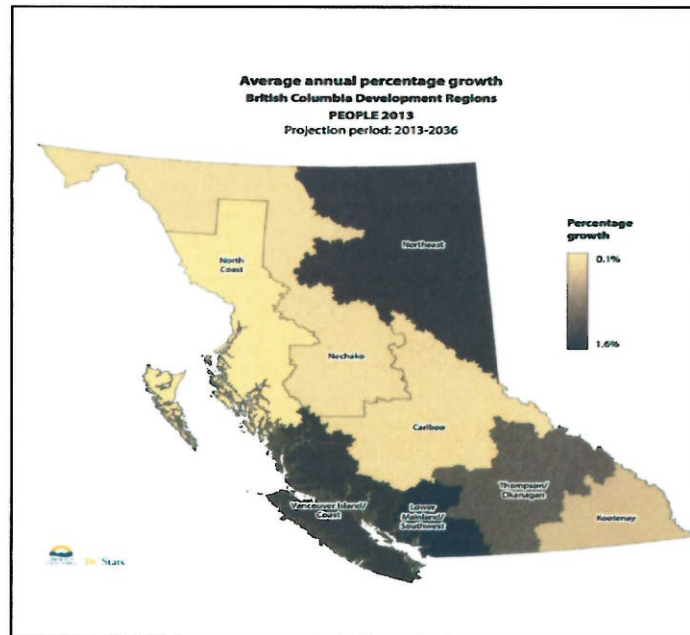 Average annual percentage growth
British Columbia Development Regions
PEOPLE 2013
Projection period: 2013-2036
Percentage
growth
0.1%
1.6%
Northeast
North
Coast
Nechako
Cariboo
Thompson/
Okanagan
Kootenay
Vancouver Island/
Coast
Lower
Mainland/
Southwest
BC Stats